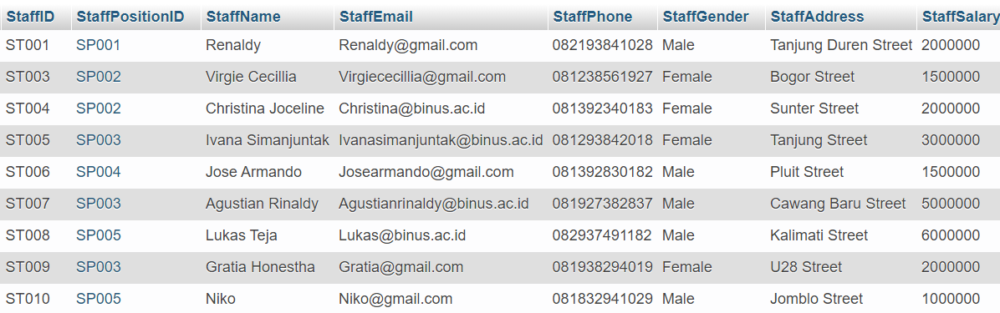 StaffID StaffPositionID StaffName StaffEmail StaffPhone StaffGender StaffAddress StaffSalary
ST001 SP001 Renaldy Renaldy@gmail.com 082193841028 Male Tanjung Duren Street 2000000
ST003 SP002 Virgie Cecillia Virgiececillia@gmail.com 081238561927 Female Bogor Street 1500000
ST004 SP002 Christina Joceline Christina@binus.ac.id 081392340183 Female Sunter Street 2000000
ST005 SP003 Ivana Simanjuntak Ivanasimanjuntak@binus.ac.id 081293842018 Female Tanjung Street 3000000
ST006 SP004 Jose Armando Josearmando@gmail.com 081392830182 Male Pluit Street 1500000
ST007 SP003 Agustian Rinaldy Agustianrinaldy@binus.ac.id 081927382837 Male Cawang Baru Street 5000000
ST008 SP005 Lukas Teja Lukas@binus.ac.id 082937491182 Male Kalimati Street 6000000
ST009 SP003 Gratia Honestha Gratia@gmail.com 081938294019 Female U28 Street 2000000
ST010 SP005 Niko Niko@gmail.com 081832941029 Male Jomblo Street 1000000